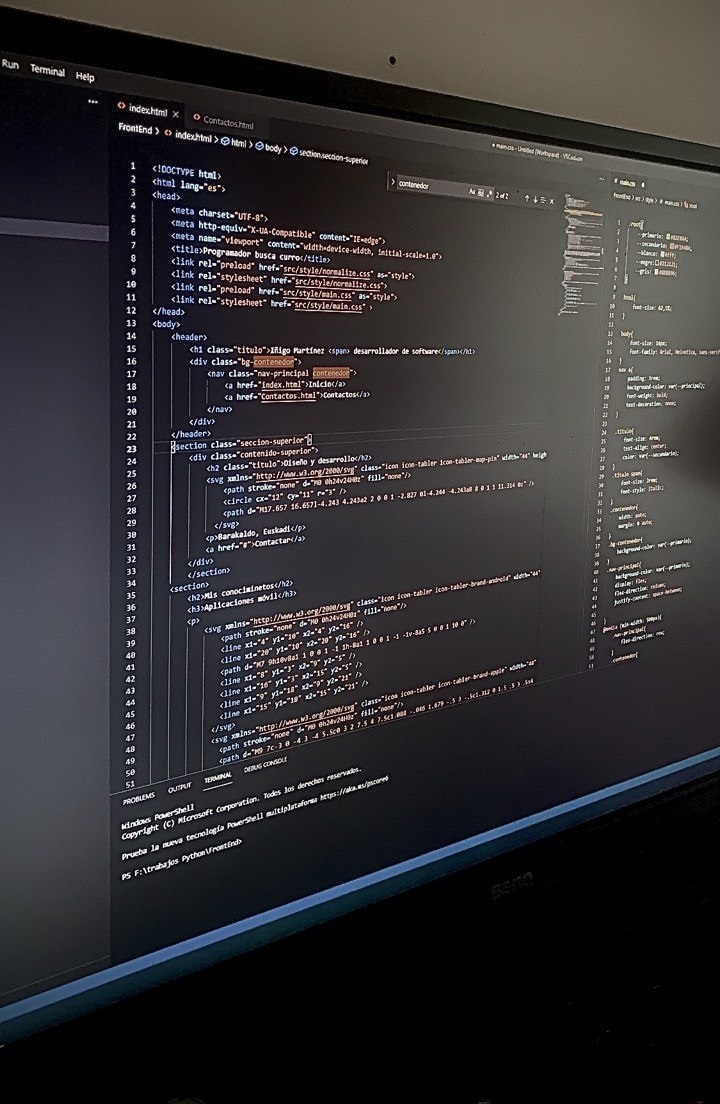 Run Terminal Help
index.html × Contactos.html
FrontEnd > index.html > html > body > section.seccion-superior
main.css - Untitled (Workspace) - VSCodium
> contenedor 2 of 2
1 <!DOCTYPE html>
2 <html lang="es">
3 <head>
4 <meta charset="UTF-8">
5 <meta http-equiv="X-UA-Compatible" content="IE=edge">
6 <meta name="viewport" content="width=device-width, initial-scale=1.0">
7 <title>Programador busca curro</title>
8 <link rel="preload" href="src/style/normalize.css" as="style">
9 <link rel="stylesheet" href="src/style/normalize.css">
10 <link rel="preload" href="src/style/main.css" as="style">
11 <link rel="stylesheet" href="src/style/main.css" >
12 </head>
13 <body>
14 <header>
15 <h1 class="titulo">Iñigo Martínez <span> desarrollador de software</span></h1>
16 <div class="bg-contenedor">
17 <nav class="nav-principal contenedor">
18 <a href="index.html">Inicio</a>
19 <a href="Contactos.html">Contactos</a>
20 </nav>
21 </div>
22 </header>
23 <section class="seccion-superior">
24 <div class="contenido-superior">
25 <h2 class="titulo">Diseño y desarrollo</h2>
26 <svg xmlns="http://www.w3.org/2000/svg" class="icon icon-tabler icon-tabler-map-pin" width="44" heigh
27 <path stroke="none" d="M0 0h24v24H0z" fill="none"/>
28 <circle cx="12" cy="11" r="3" />
29 <path d="M17.657 16.657l-4.243 4.243a2 2 0 0 1 -2.827 0l-4.244 -4.243a8 8 0 1 1 11.314 0z" />
</svg>
30 <p>Barakaldo, Euskadi</p>
31 <a href="#">Contactar</a>
32 </div>
33 </section>
34 <section>
35 <h2>Mis conociminetos</h2>
36 <h3>Aplicaciones móvil</h3>
37 <p>
38 <svg xmlns="http://www.w3.org/2000/svg" class="icon icon-tabler icon-tabler-brand-android" width="44"
39 <path stroke="none" d="M0 0h24v24H0z" fill="none"/>
40 <line x1="4" y1="10" x2="4" y2="16" />
41 <line x1="20" y1="10" x2="20" y2="16" />
42 <path d="M7 9h10v8a1 1 0 0 1 -1 1h-8a1 1 0 0 1 -1 -1v-8a5 5 0 0 1 10 0" />
43 <line x1="8" y1="3" x2="9" y2="5" />
44 <line x1="16" y1="3" x2="15" y2="5" />
45 <line x1="9" y1="18" x2="9" y2="21" />
46 <line x1="15" y1="18" x2="15" y2="21" />
47 </svg>
48 <svg xmlns="http://www.w3.org/2000/svg" class="icon icon-tabler icon-tabler-brand-apple" width="44"
49 <path stroke="none" d="M0 0h24v24H0z" fill="none"/>
50 <path d="M9 7c-3 0 -4 3 -4 5.5c0 3 2 7.5 4 7.5c1.088 -.046 1.679 -.5 3 -.5c1.312 0 1.5 .5 3 .5s4
51
PROBLEMS OUTPUT TERMINAL DEBUG CONSOLE
Windows PowerShell
Copyright (C) Microsoft Corporation. Todos los derechos reservados.
Prueba la nueva tecnología PowerShell multiplataforma https://aka.ms/pscore6
PS F:\trabajos Python\FrontEnd>
main.css
FrontEnd > src > style > # main.css > root
:root{
--primario:
--secundario:
--blanco: #fff;
--negro: #212121;
--gris:
}
html{
font-size: 62.5%;
}
body{
font-size: 16px;
font-family: Arial, Helvetica, sans-serif
}
nav a{
padding: 1rem;
background-color: var(--primario);
font-weight: bold;
text-decoration: none;
}
.titulo{
font-size: 4rem;
text-align: center;
color: var(--secundario);
}
.titulo span{
font-size: 2rem;
font-style: italic;
}
.contenedor{
width: auto;
margin: 0 auto;
}
.bg-contenedor{
background-color: var(--primario);
}
.nav-principal{
background-color: var(--primario);
display: flex;
flex-direction: column;
justify-content: space-between;
}
@media (min-width: 500px){
.nav-principal{
flex-direction: row;
}
.contenedor{
BenQ